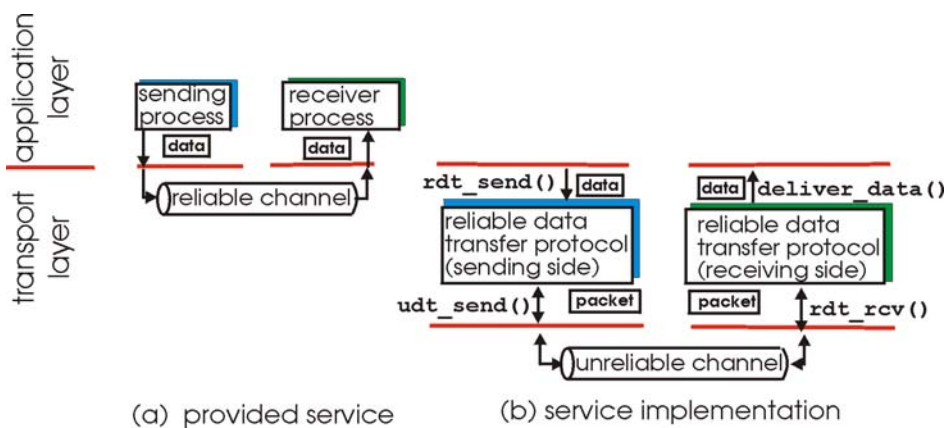 application
layer
transport
layer
sending
process
receiver
process
data
data
reliable channel
(a) provided service
rdt_send()
data
data
deliver_data()
reliable data
transfer protocol
(sending side)
reliable data
transfer protocol
(receiving side)
udt_send()
packet
packet
rdt_rcv()
unreliable channel
(b) service implementation